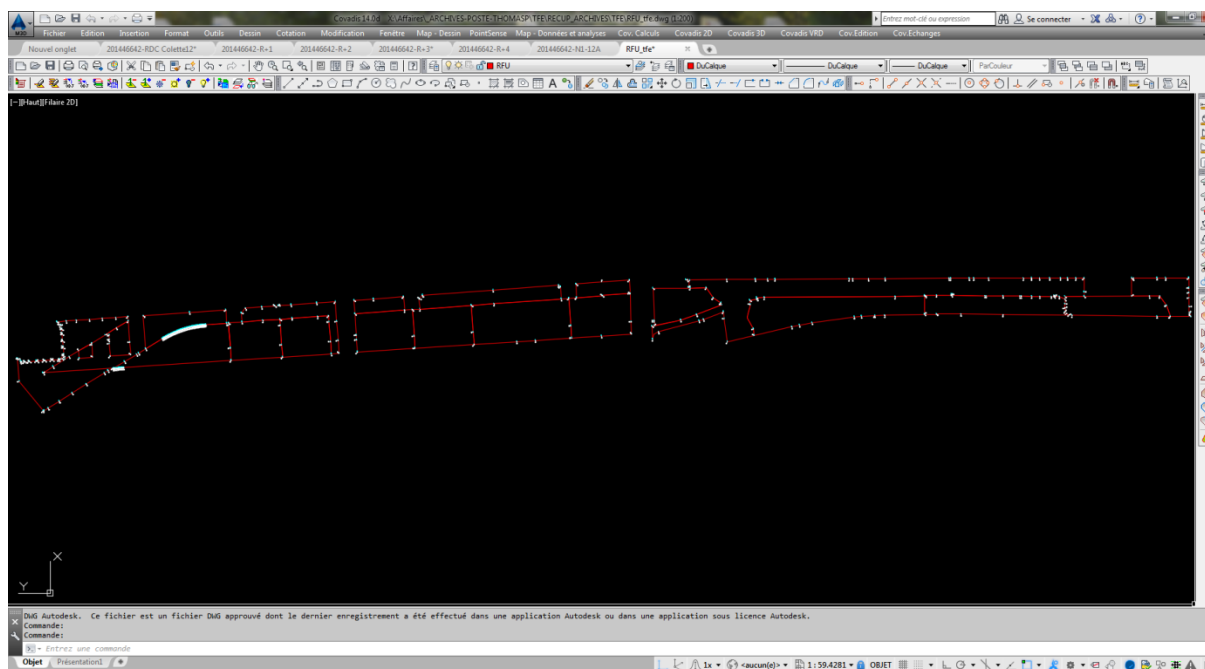 Covadis 14.0d X:\Affaires\_ARCHIVES-POSTE-THOMASP\TFE\RECUP_ARCHIVES\TFE\RFU_tfe.dwg (1:200)
Entrez mot-clé ou expression
Se connecter
Fichier Edition Insertion Format Outils Dessin Cotation Modification Fenêtre Map - Dessin PointSense Map - Données et analyses Cov. Calculs Covadis 2D Covadis 3D Covadis VRD Cov.Edition Cov.Echanges
Nouvel onglet 201446642-RDC Colette12* 201446642-R+1 201446642-R+2 201446642-R+3* 201446642-R+4 201446642-N1-12A RFU_tfe*
RFU DuCalque DuCalque DuCalque ParCouleur
[-][Haut][Filaire 2D]
X
Y
DWG Autodesk. Ce fichier est un fichier DWG approuvé dont le dernier enregistrement a été effectué dans une application Autodesk ou dans une application sous licence Autodesk.
Commande:
Commande:
Entrez une commande
Objet Présentation1
1x <aucun(e)> 1:59.4281 OBJET